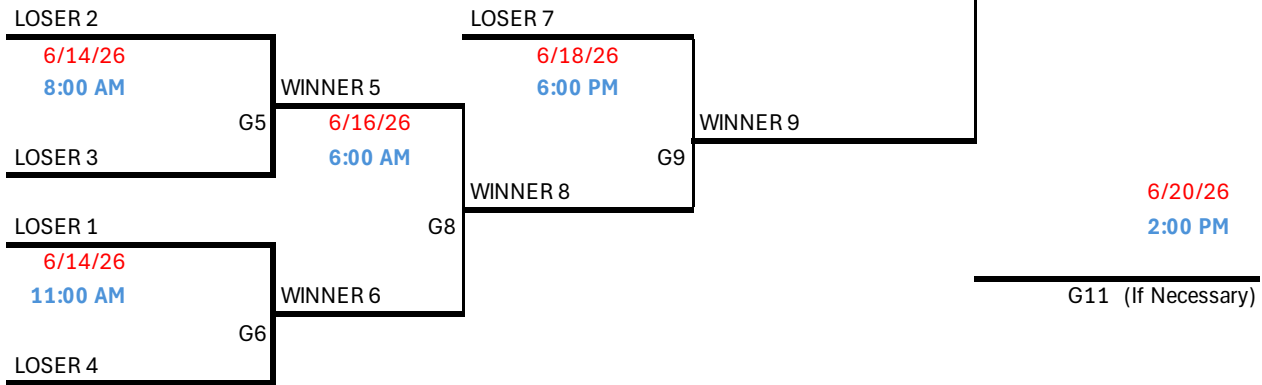 LOSER 2
LOSER 7
6/14/26
6/18/26
8:00 AM
WINNER 5
6:00 PM
G5
6/16/26
WINNER 9
LOSER 3
6:00 AM
G9
WINNER 8
6/20/26
LOSER 1
G8
2:00 PM
6/14/26
11:00 AM
WINNER 6
G11 (If Necessary)
G6
LOSER 4